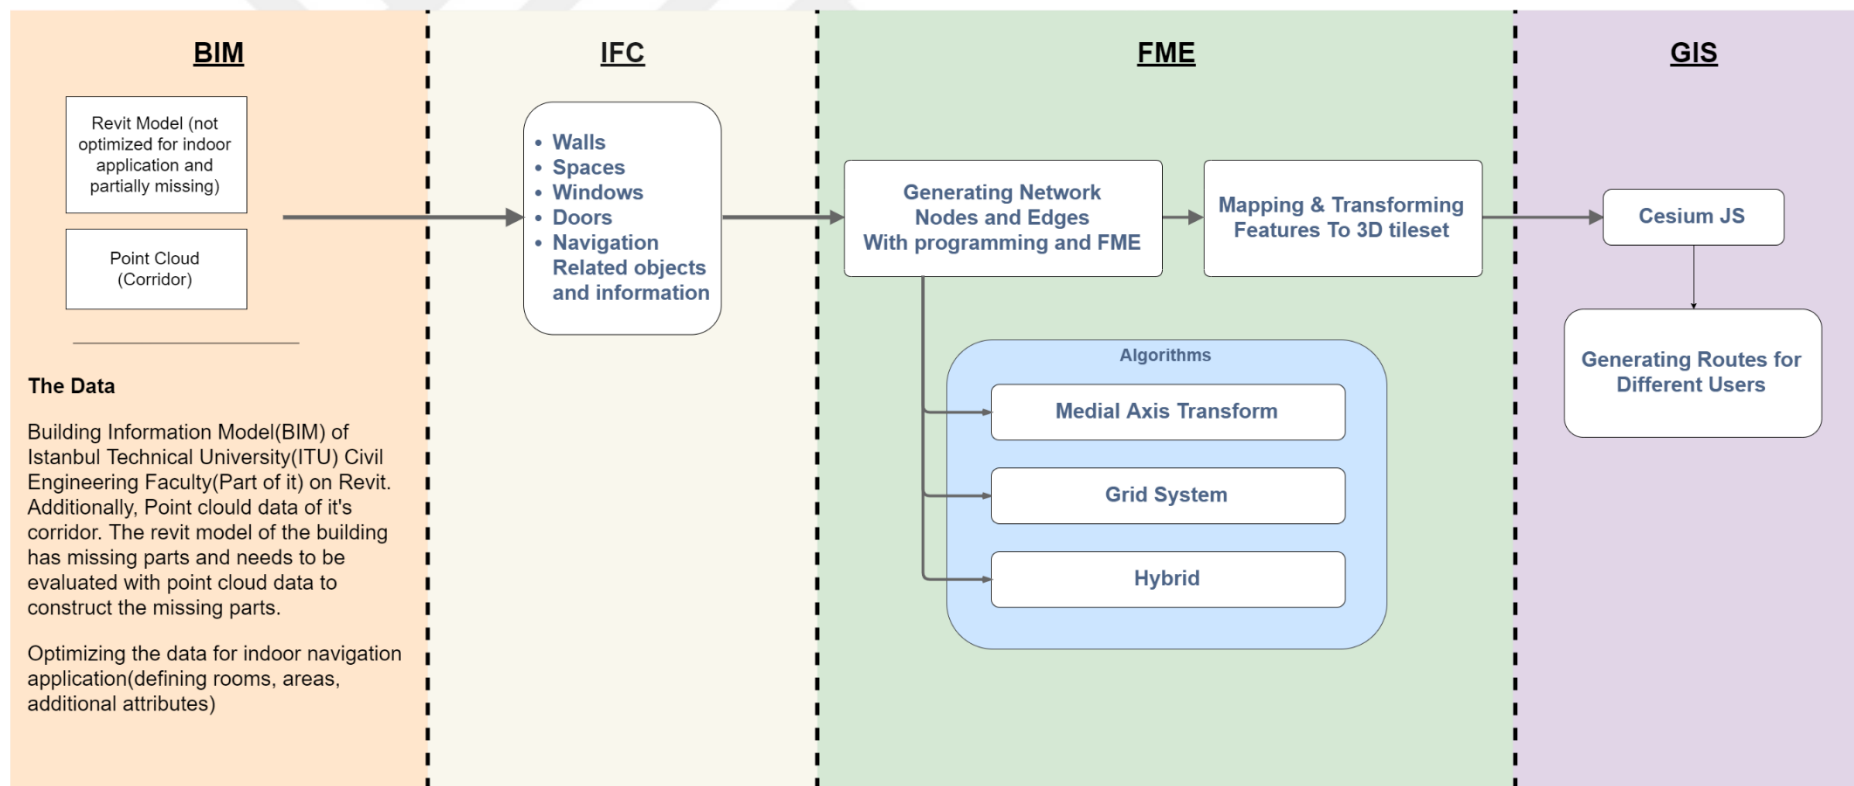 BIM
Revit Model (not
optimized for indoor
application and
partially missing)
Point Cloud
(Corridor)
The Data
Building Information Model(BIM) of
Istanbul Technical University(ITU) Civil
Engineering Faculty(Part of it) on Revit.
Additionally, Point clould data of it's
corridor. The revit model of the building
has missing parts and needs to be
evaluated with point cloud data to
construct the missing parts.
Optimizing the data for indoor navigation
application(defining rooms, areas,
additional attributes)
IFC
• Walls
• Spaces
• Windows
• Doors
• Navigation
Related objects
and information
FME
Generating Network
Nodes and Edges
With programming and FME
Mapping & Transforming
Features To 3D tileset
Algorithms
Medial Axis Transform
Grid System
Hybrid
GIS
Cesium JS
Generating Routes for
Different Users